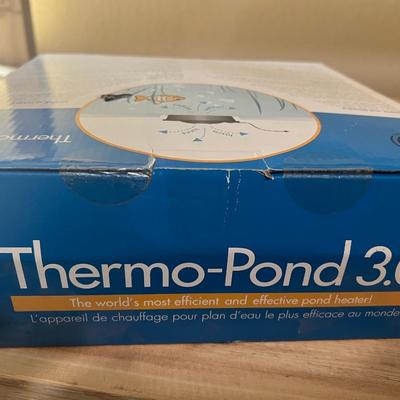 Thermo
Thermo-Pond 3.
The world's most efficient and effective pond heater!
L'appareil de chauffage pour plan d'eau le plus efficace au monde